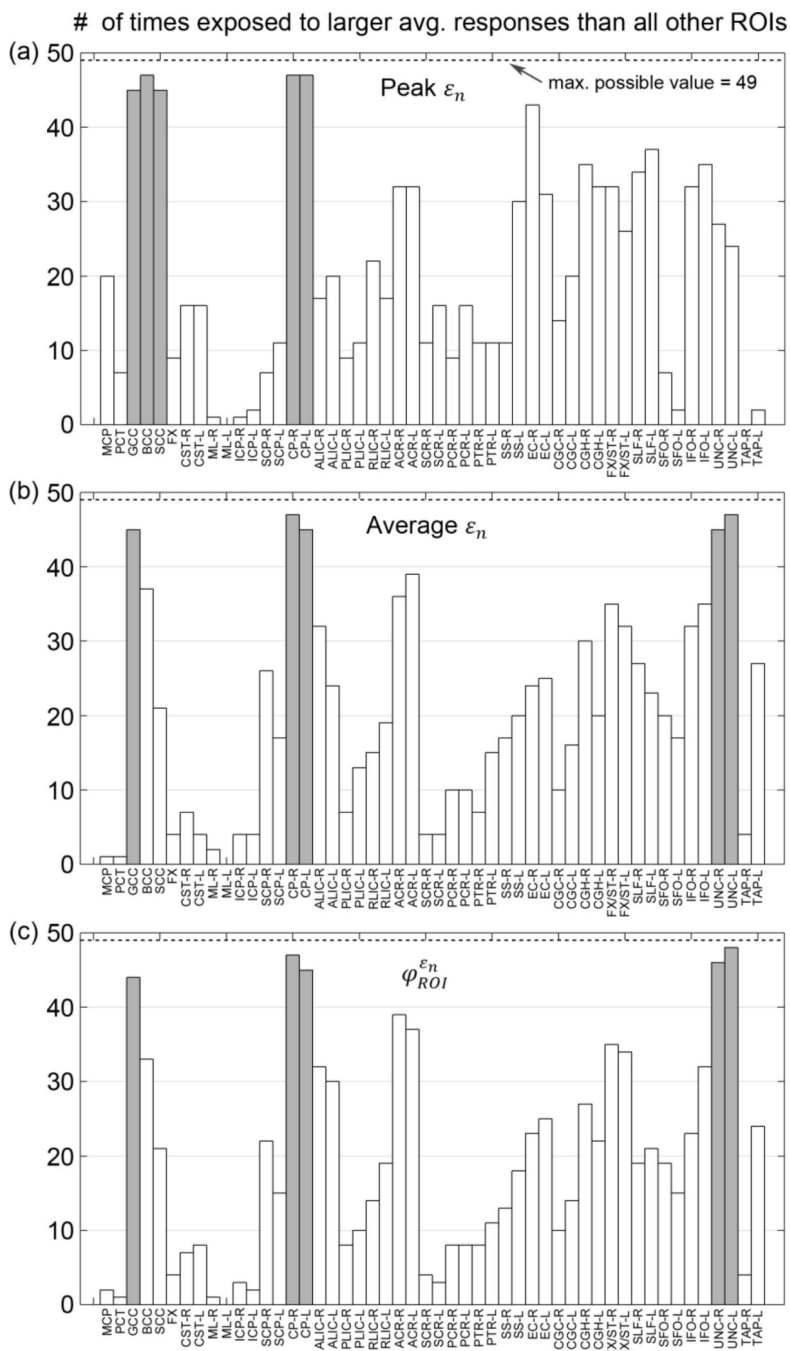 # of times exposed to larger avg. responses than all other ROIs
(a)
50
40
30
20
10
0
Peak εn
max. possible value = 49
MCP
PCT
GCC
BCC
SCC
FX
CST-R
CST-L
ML-R
ML-L
ICP-R
ICP-L
SCP-R
SCP-L
CP-R
CP-L
ALIC-R
ALIC-L
PLIC-R
PLIC-L
RLIC-R
RLIC-L
ACR-R
ACR-L
SCR-R
SCR-L
PCR-R
PCR-L
PTR-R
PTR-L
SS-R
SS-L
EC-R
EC-L
CGC-R
CGC-L
CGH-R
CGH-L
FX/ST-R
FX/ST-L
SLF-R
SLF-L
SFO-R
SFO-L
IFO-R
IFO-L
UNC-R
UNC-L
TAP-R
TAP-L
(b)
50
40
30
20
10
0
Average εn
MCP
PCT
GCC
BCC
SCC
FX
CST-R
CST-L
ML-R
ML-L
ICP-R
ICP-L
SCP-R
SCP-L
CP-R
CP-L
ALIC-R
ALIC-L
PLIC-R
PLIC-L
RLIC-R
RLIC-L
ACR-R
ACR-L
SCR-R
SCR-L
PCR-R
PCR-L
PTR-R
PTR-L
SS-R
SS-L
EC-R
EC-L
CGC-R
CGC-L
CGH-R
CGH-L
FX/ST-R
FX/ST-L
SLF-R
SLF-L
SFO-R
SFO-L
IFO-R
IFO-L
UNC-R
UNC-L
TAP-R
TAP-L
(c)
50
40
30
20
10
0
φROI^εn
MCP
PCT
GCC
BCC
SCC
FX
CST-R
CST-L
ML-R
ML-L
ICP-R
ICP-L
SCP-R
SCP-L
CP-R
CP-L
ALIC-R
ALIC-L
PLIC-R
PLIC-L
RLIC-R
RLIC-L
ACR-R
ACR-L
SCR-R
SCR-L
PCR-R
PCR-L
PTR-R
PTR-L
SS-R
SS-L
EC-R
EC-L
CGC-R
CGC-L
CGH-R
CGH-L
X/ST-R
X/ST-L
SLF-R
SLF-L
SFO-R
SFO-L
IFO-R
IFO-L
UNC-R
UNC-L
TAP-R
TAP-L